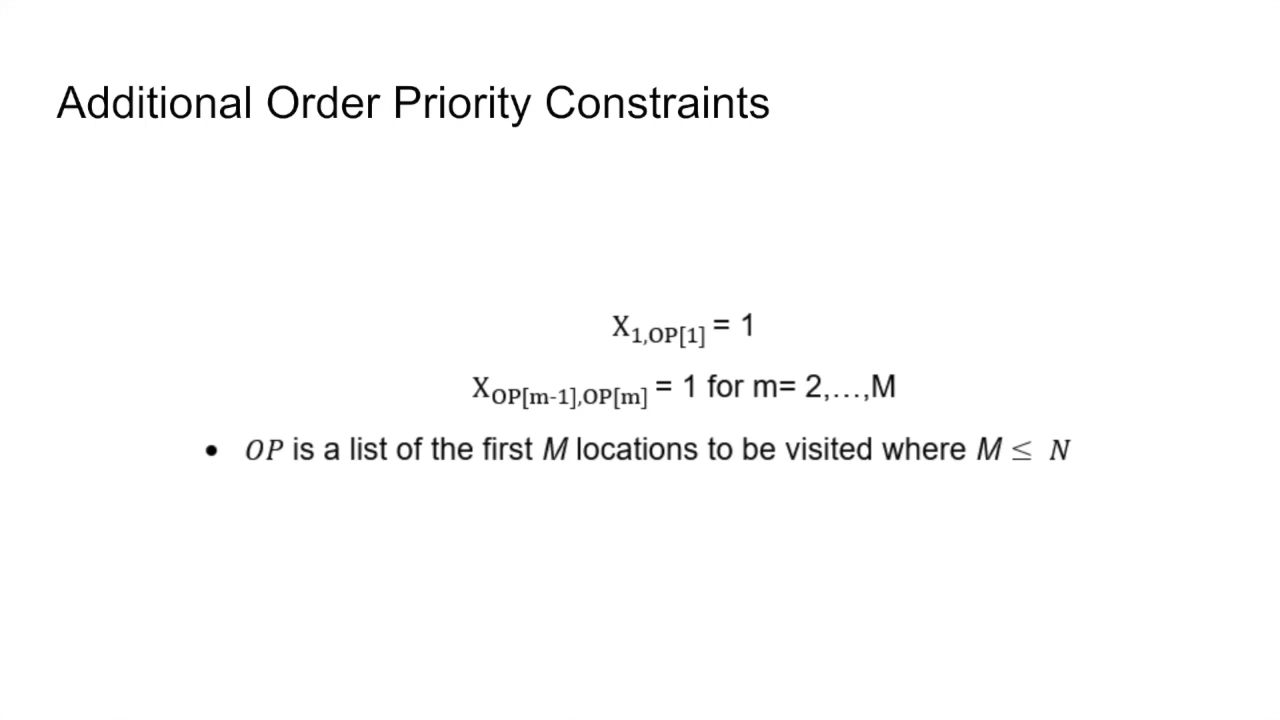 Additional Order Priority Constraints
X1,OP[1] = 1
XOP[m-1],OP[m] = 1 for m= 2,…,M
• OP is a list of the first M locations to be visited where M ≤ N